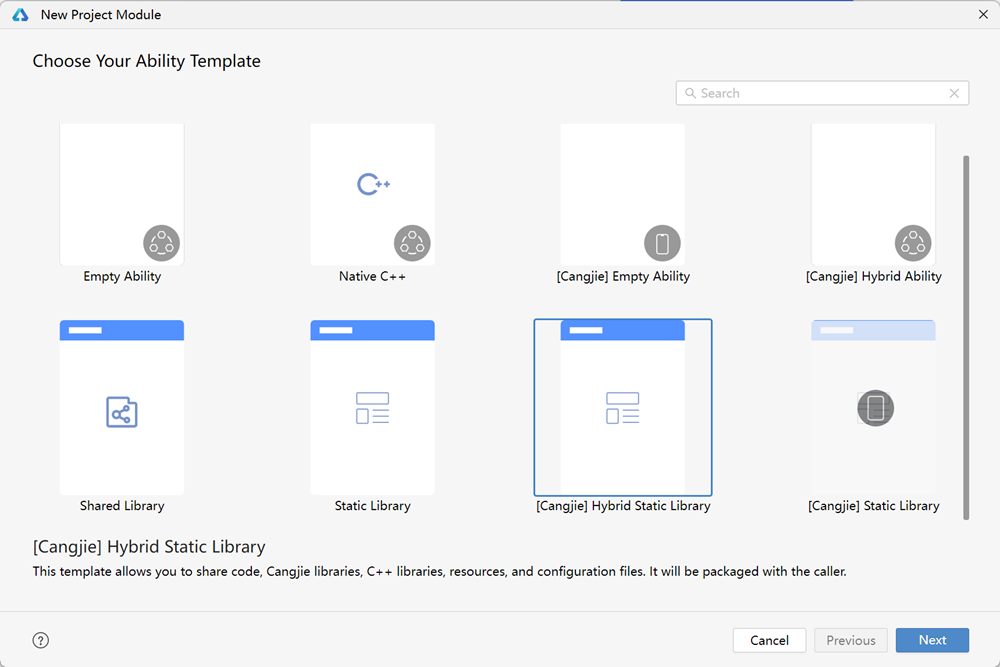 New Project Module
Choose Your Ability Template
Search
C++
Empty Ability
Native C++
[Cangjie] Empty Ability
[Cangjie] Hybrid Ability
Shared Library
Static Library
[Cangjie] Hybrid Static Library
[Cangjie] Static Library
[Cangjie] Hybrid Static Library
This template allows you to share code, Cangjie libraries, C++ libraries, resources, and configuration files. It will be packaged with the caller.
?
Cancel
Previous
Next